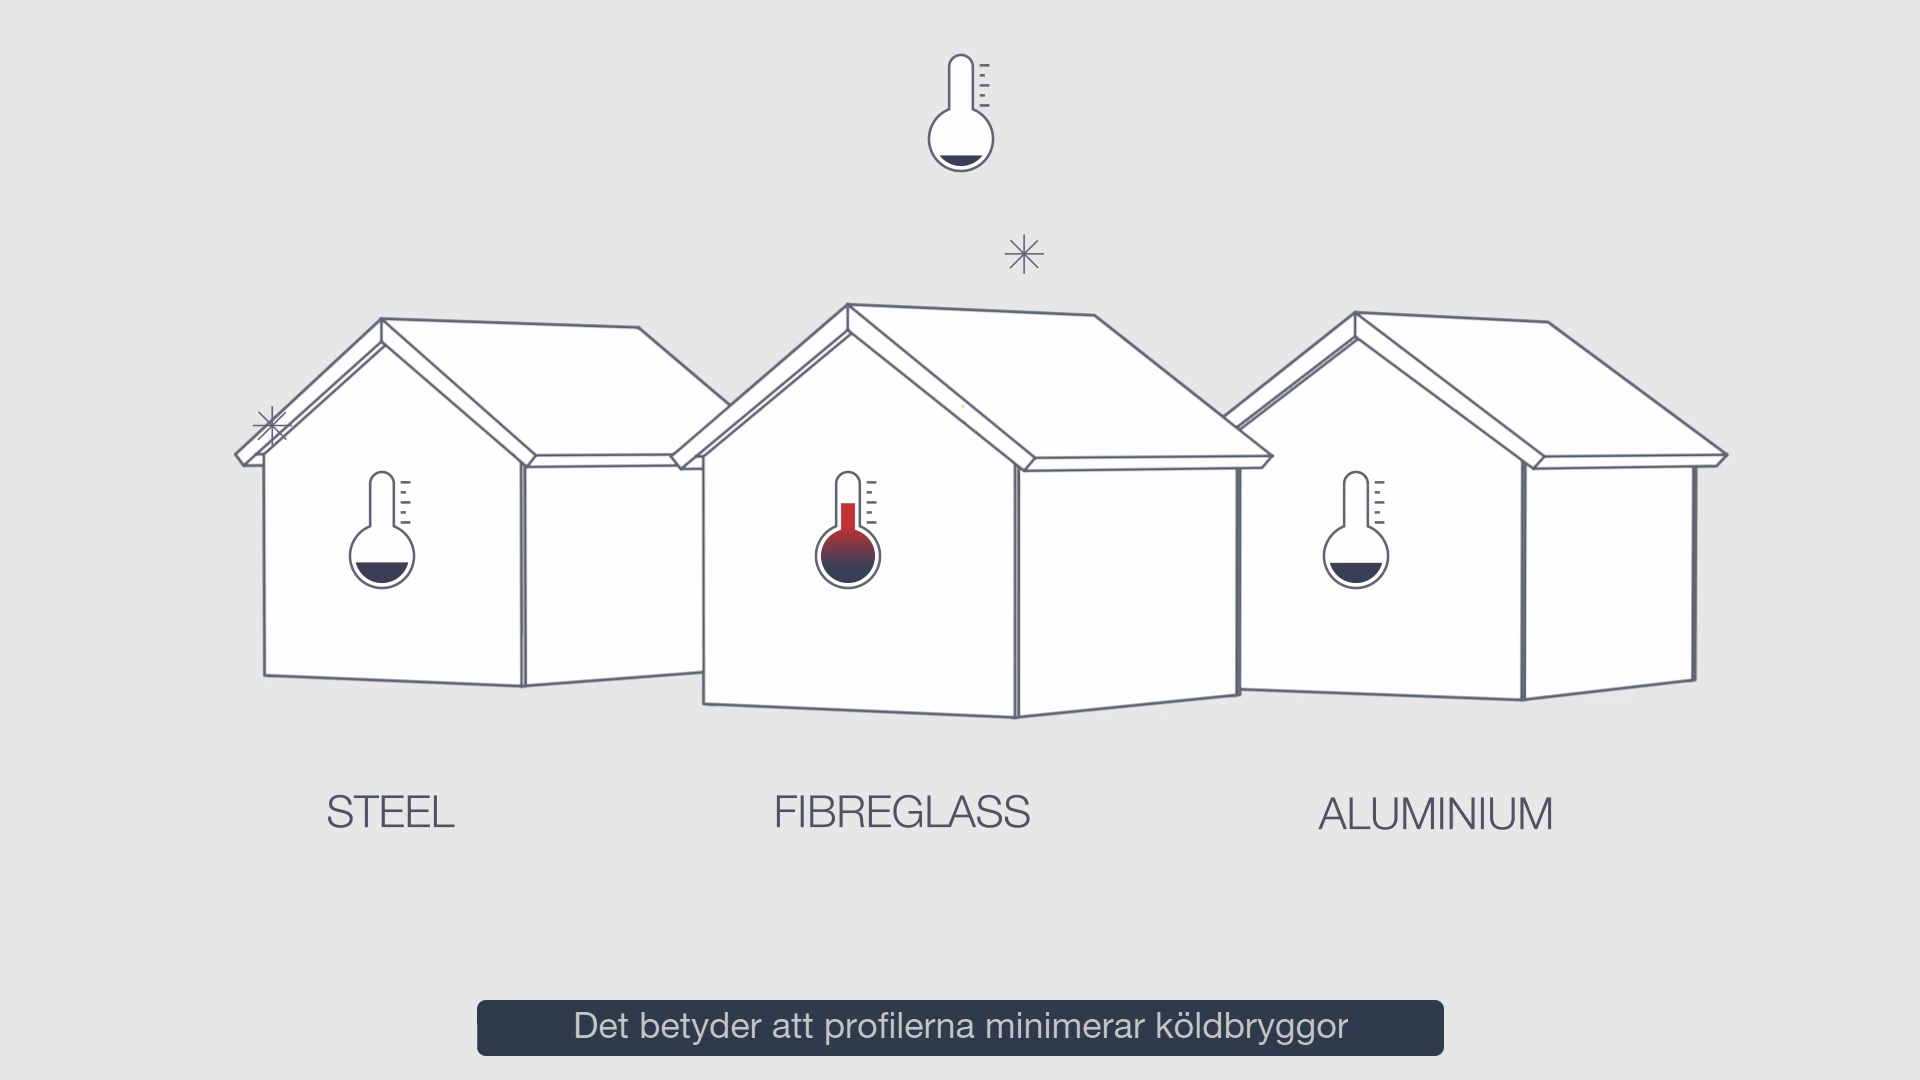 STEEL
FIBREGLASS
ALUMINIUM
Det betyder att profilerna minimerar köldbryggor